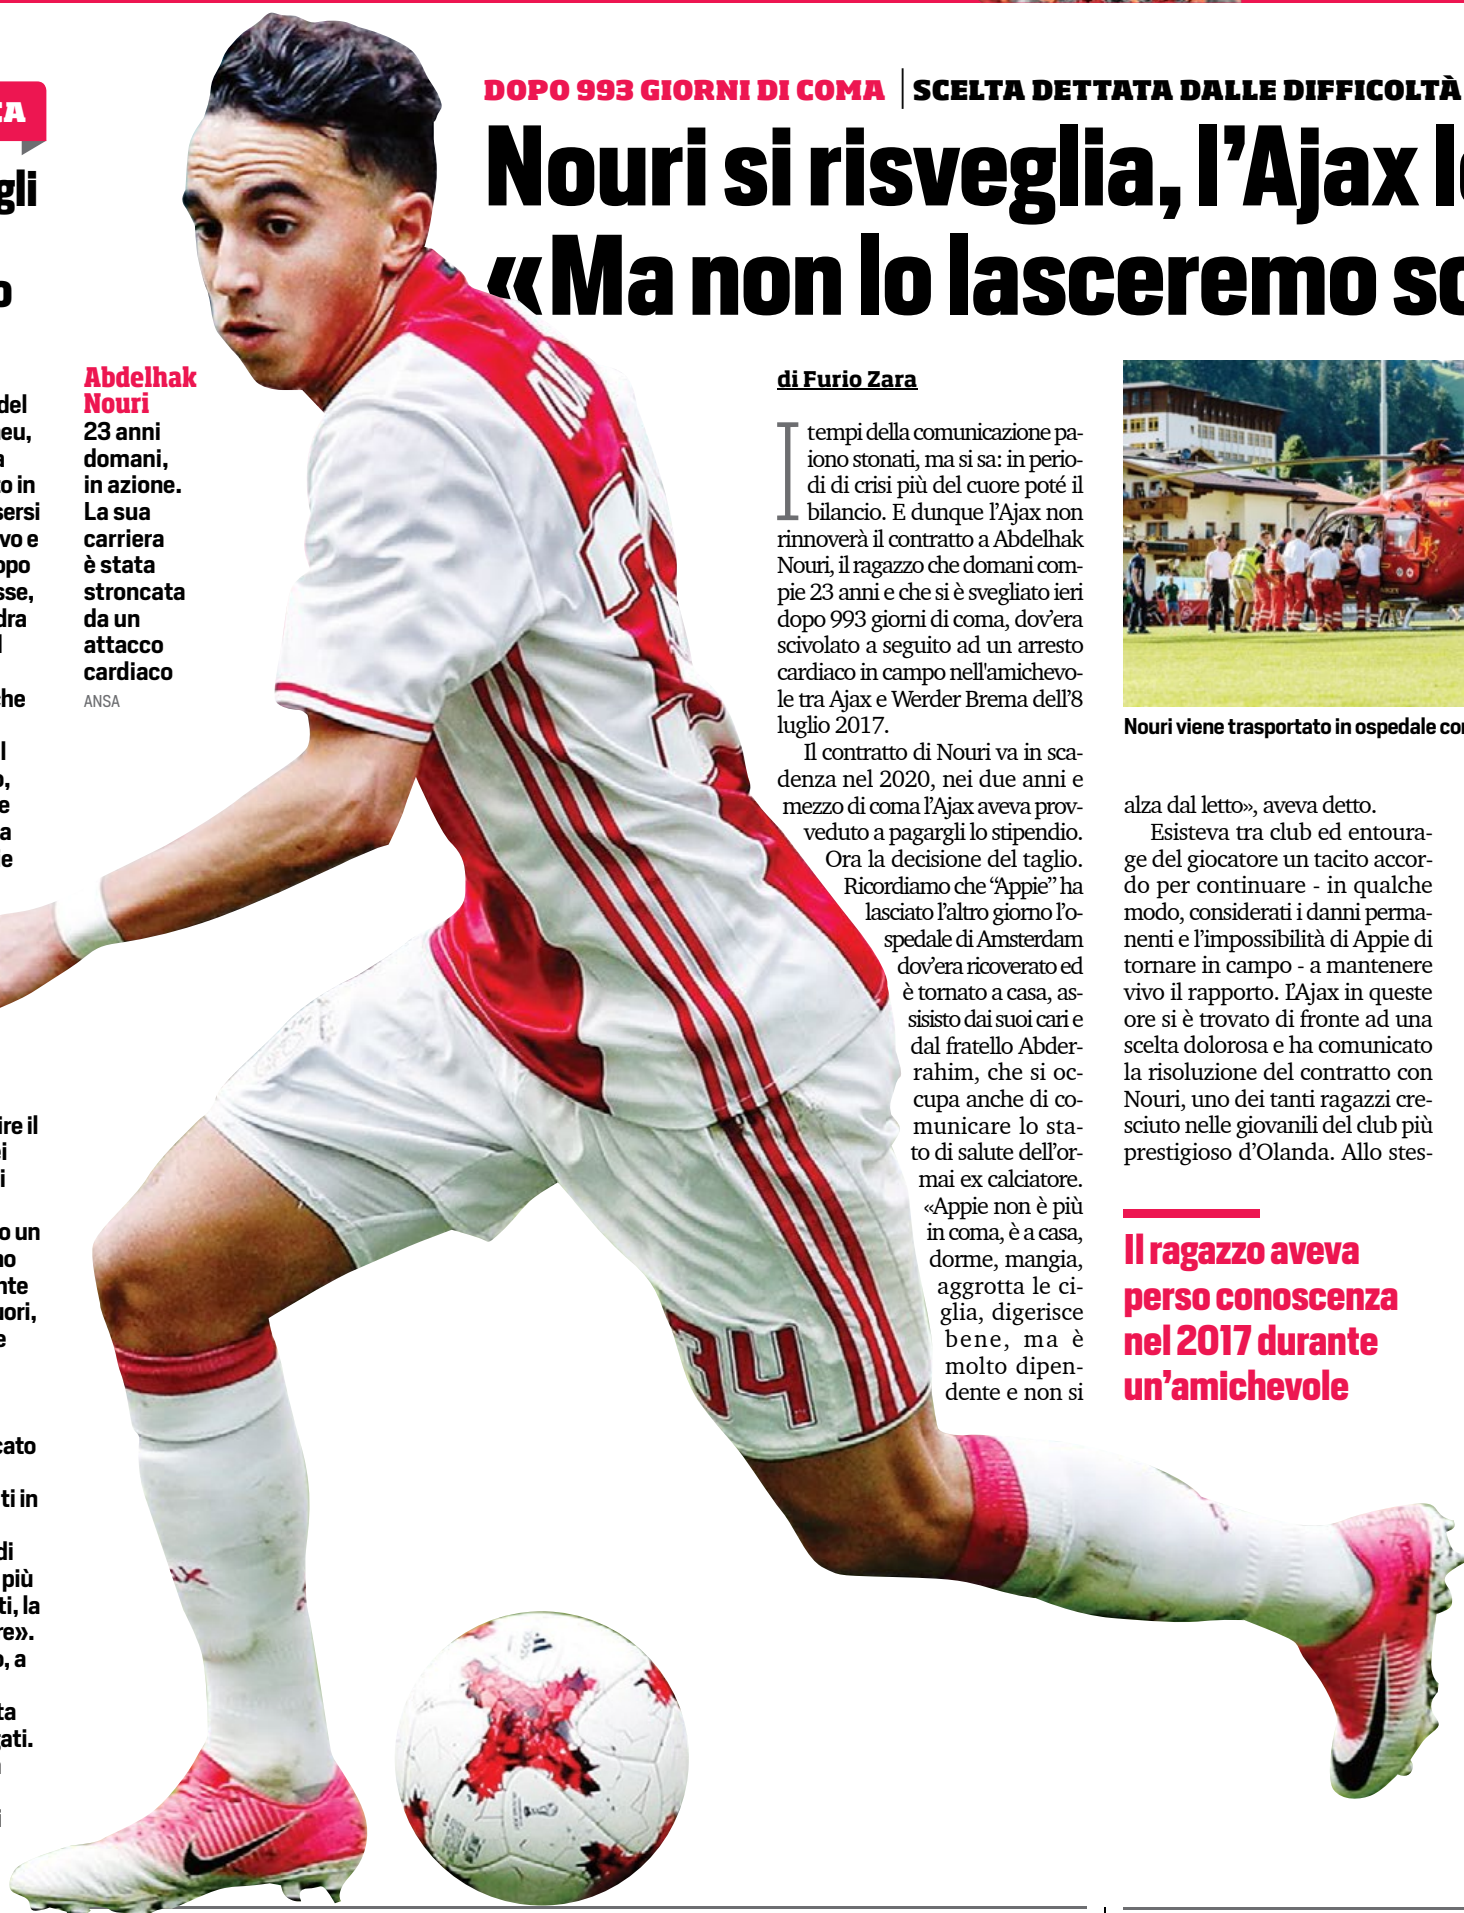 DOPO 993 GIORNI DI COMA
SCELTA DETTATA DALLE DIFFICOLTÀ
Nouri si risveglia, l’Ajax
«Ma non lo lasceremo
Abdelhak
Nouri
23 anni
domani,
in azione.
La sua
carriera
è stata
stroncata
da un
attacco
cardiaco
ANSA
di Furio Zara
I tempi della comunicazione pa-
iono stonati, ma si sa: in perio-
di di crisi più del cuore poté il
bilancio. E dunque l’Ajax non
rinnoverà il contratto a Abdelhak
Nouri, il ragazzo che domani com-
pie 23 anni e che si è svegliato ieri
dopo 993 giorni di coma, dov’era
scivolato a seguito ad un arresto
cardiaco in campo nell'amichevo-
le tra Ajax e Werder Brema dell’8
luglio 2017.
Il contratto di Nouri va in sca-
denza nel 2020, nei due anni e
mezzo di coma l’Ajax aveva prov-
veduto a pagargli lo stipendio.
Ora la decisione del taglio.
Ricordiamo che “Appie” ha
lasciato l’altro giorno l’o-
spedale di Amsterdam
dov’era ricoverato ed
è tornato a casa, as-
sisisto dai suoi cari e
dal fratello Abder-
rahim, che si oc-
cupa anche di co-
municare lo sta-
to di salute dell’or-
mai ex calciatore.
«Appie non è più
in coma, è a casa,
dorme, mangia,
aggrotta le ci-
glia, digerisce
bene, ma è
molto dipen-
dente e non si
Nouri viene trasportato in ospedale
alza dal letto», aveva detto.
Esisteva tra club ed entoura-
ge del giocatore un tacito accor-
do per continuare - in qualche
modo, considerati i danni perma-
nenti e l’impossibilità di Appie di
tornare in campo - a mantenere
vivo il rapporto. L’Ajax in queste
ore si è trovato di fronte ad una
scelta dolorosa e ha comunicato
la risoluzione del contratto con
Nouri, uno dei tanti ragazzi cre-
sciuto nelle giovanili del club più
prestigioso d’Olanda. Allo stes-
Il ragazzo aveva
perso conoscenza
nel 2017 durante
un’amichevole
34